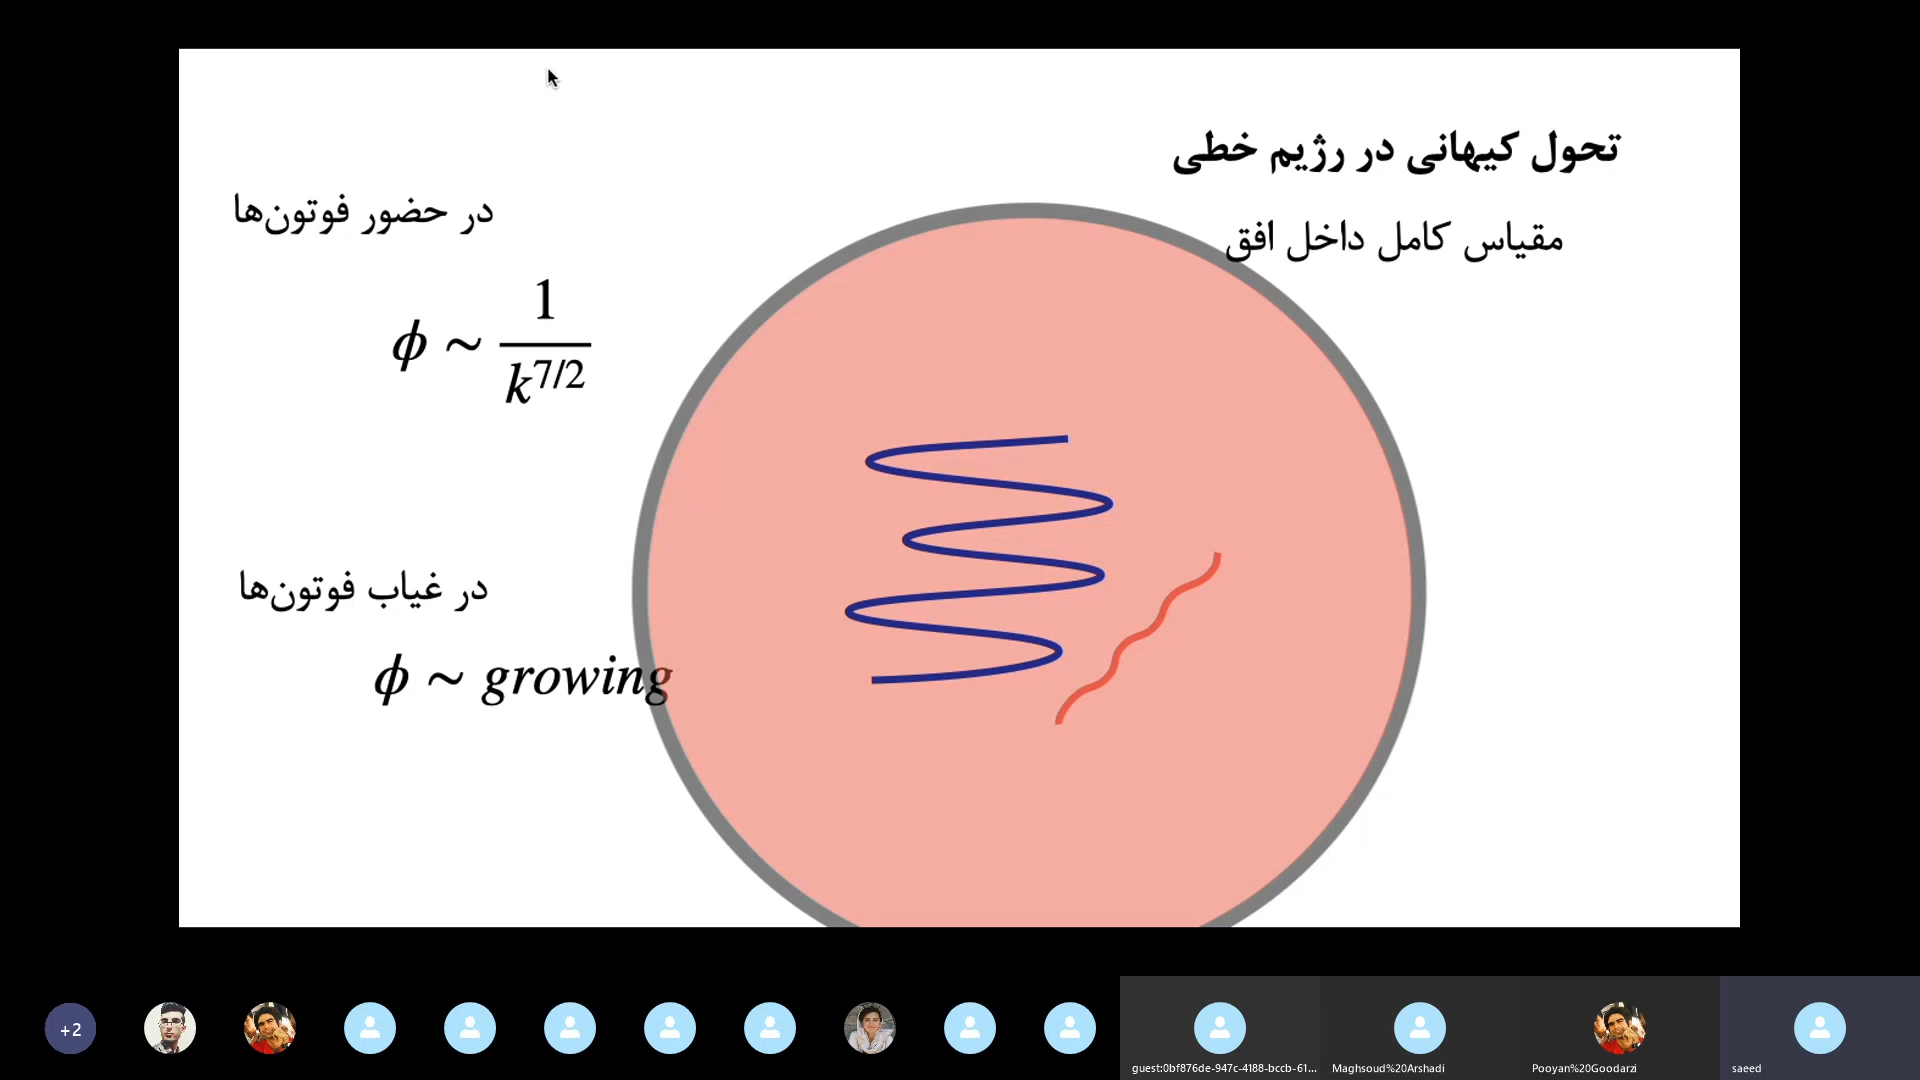 تحول کیهانی در رژیم خطی
مقیاس کامل داخل افق
در حضور فوتون‌ها
ϕ ~ 1/k^{7/2}
در غیاب فوتون‌ها
ϕ ~ growing
+2
guest:0bf876de-947c-4188-bccb-61...
Maghsoud%20Arshadi
Pooyan%20Goodarzi
saeed